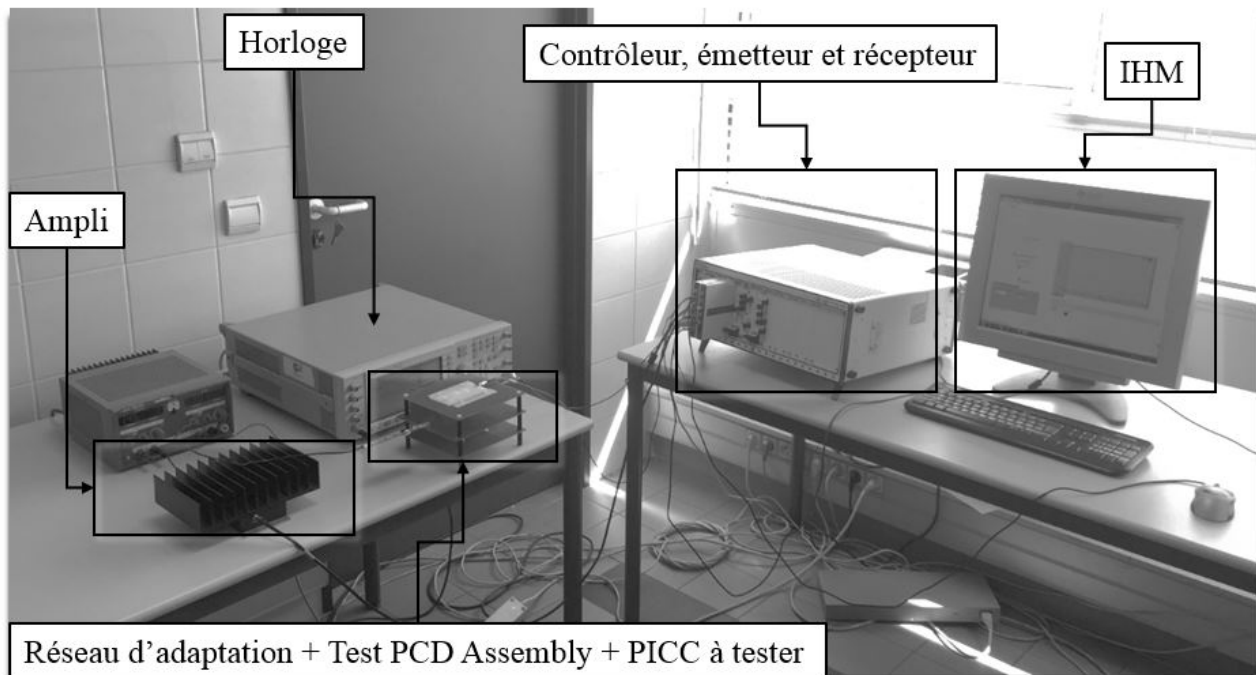 Horloge
Contrôleur, émetteur et récepteur
IHM
Ampli
Réseau d'adaptation + Test PCD Assembly + PICC à tester